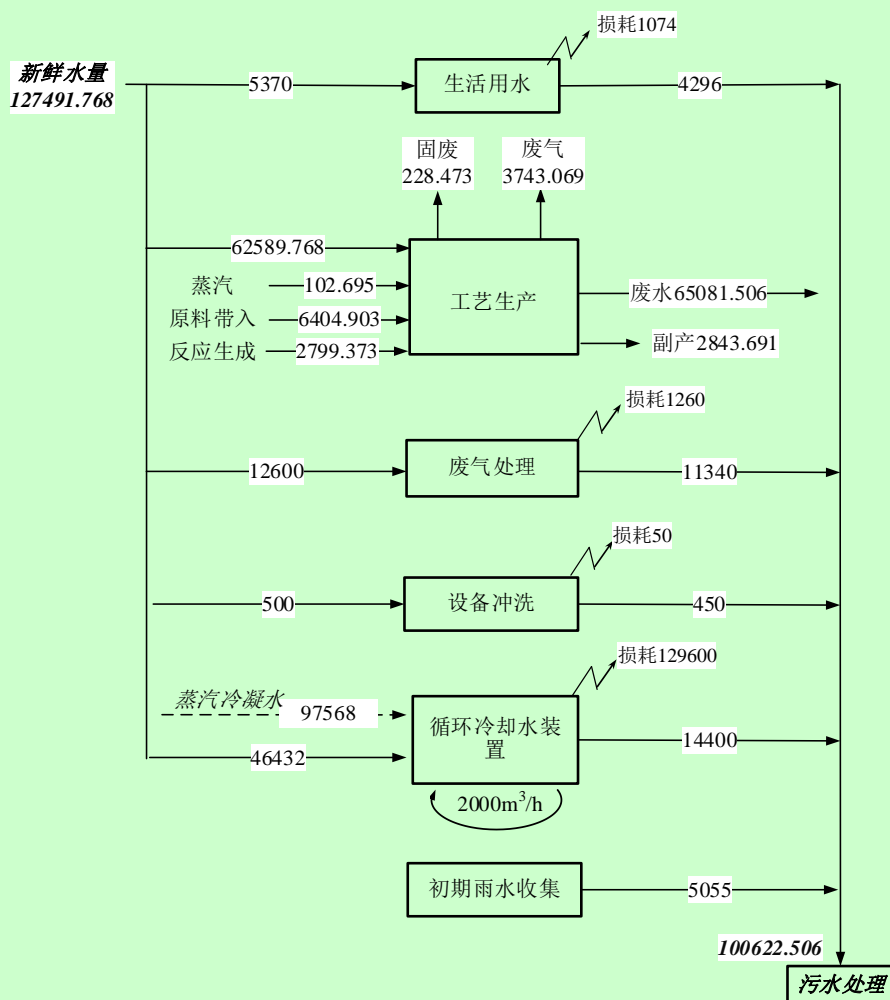 损耗1074
新鲜水量
127491.768
5370
生活用水
4296
固废
228.473
废气
3743.069
62589.768
蒸汽
102.695
原料带入
6404.903
反应生成
2799.373
工艺生产
废水65081.506
副产2843.691
损耗1260
12600
废气处理
11340
损耗50
500
设备冲洗
450
损耗129600
蒸汽冷凝水
97568
46432
循环冷却水装
置
14400
2000m³/h
初期雨水收集
5055
100622.506
污水处理